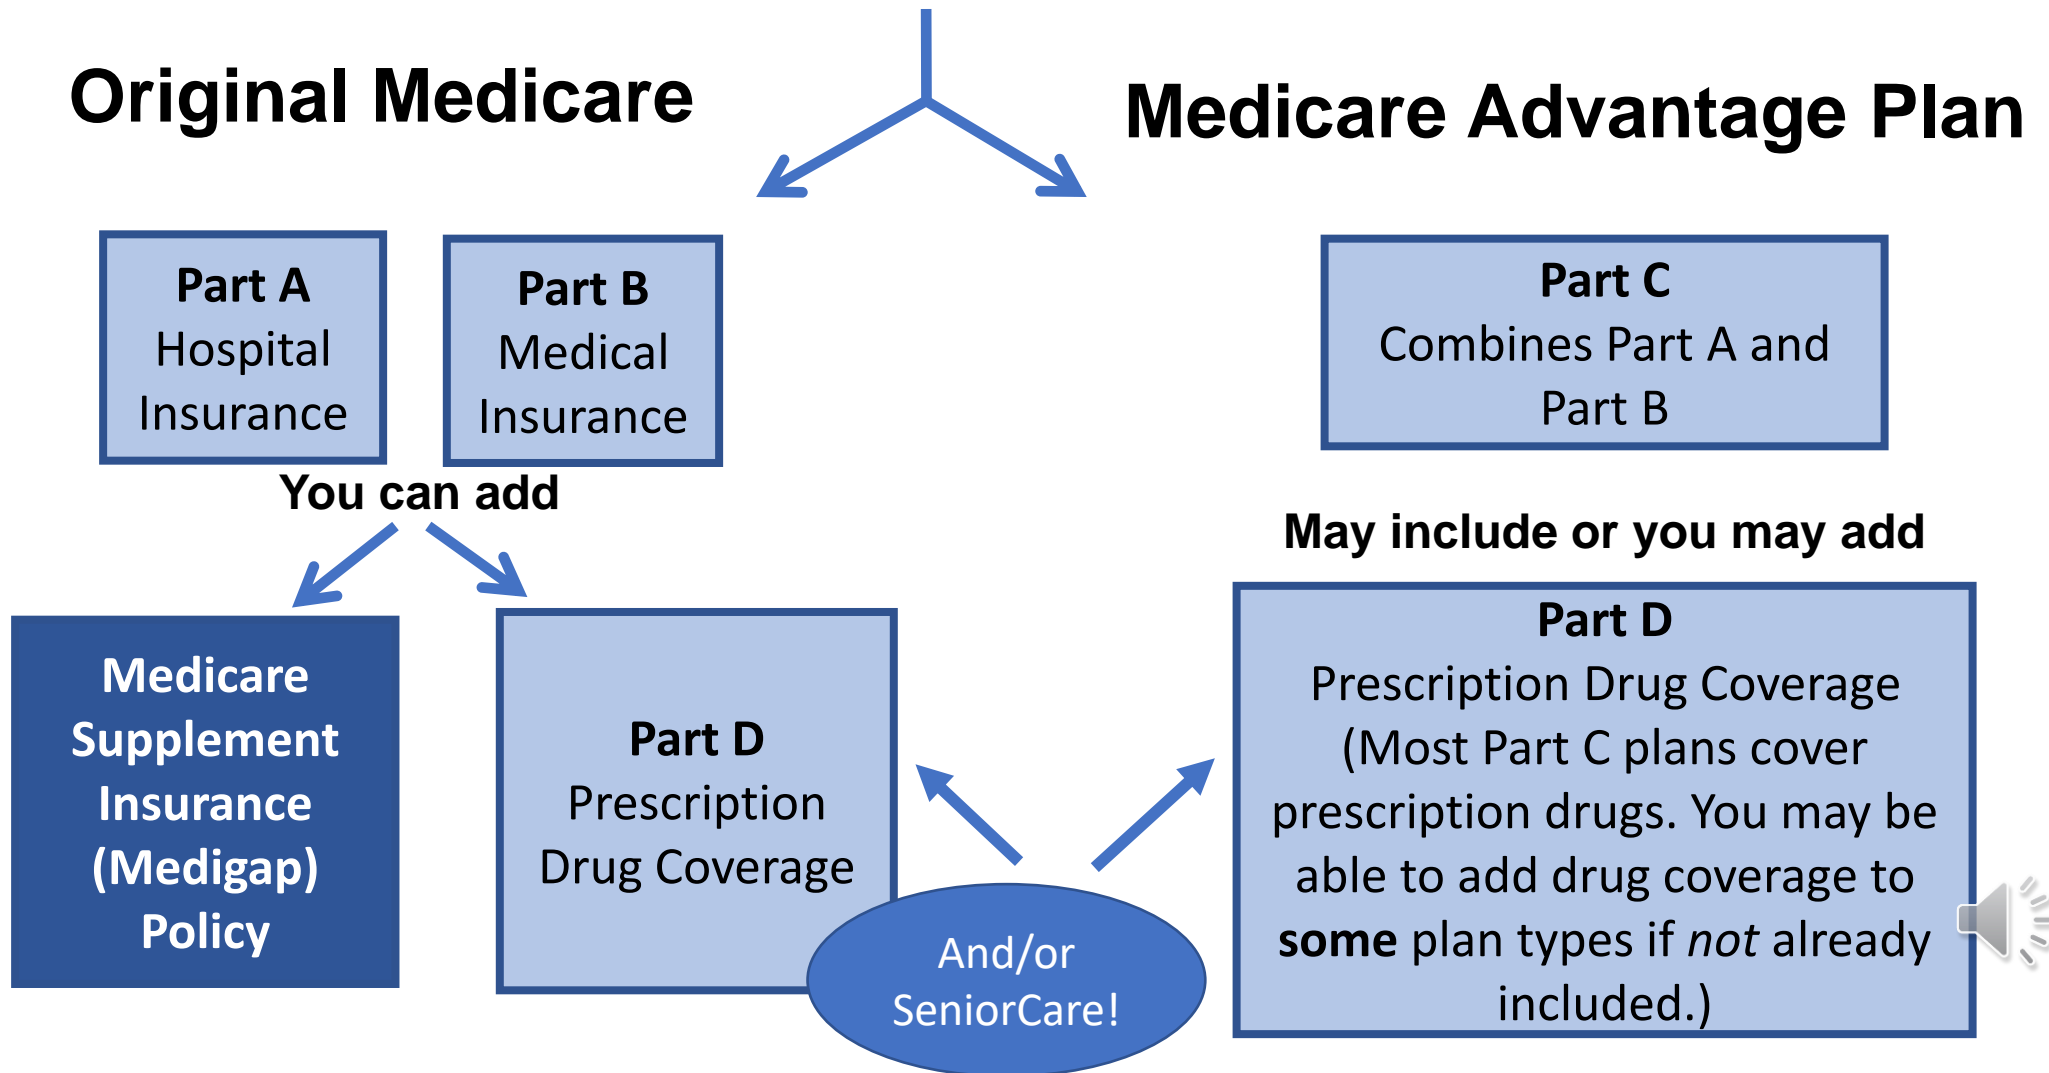 Original Medicare
Medicare Advantage Plan
Part A
Hospital
Insurance
Part B
Medical
Insurance
Part C
Combines Part A and
Part B
You can add
May include or you may add
Medicare
Supplement
Insurance
(Medigap)
Policy
Part D
Prescription
Drug Coverage
And/or
SeniorCare!
Part D
Prescription Drug Coverage
(Most Part C plans cover
prescription drugs. You may be
able to add drug coverage to
some plan types if not already
included.)